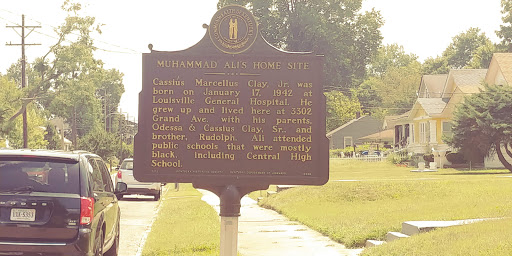 MUHAMMAD ALI'S HOME SITE
Cassius Marcellus Clay, Jr. was
born on January 17, 1942 at
Louisville General Hospital. He
grew up and lived here at 3302
Grand Ave. with his parents,
Odessa & Cassius Clay, Sr., and
brother, Rudolph. Ali attended
public schools that were mostly
black, including Central High
School.